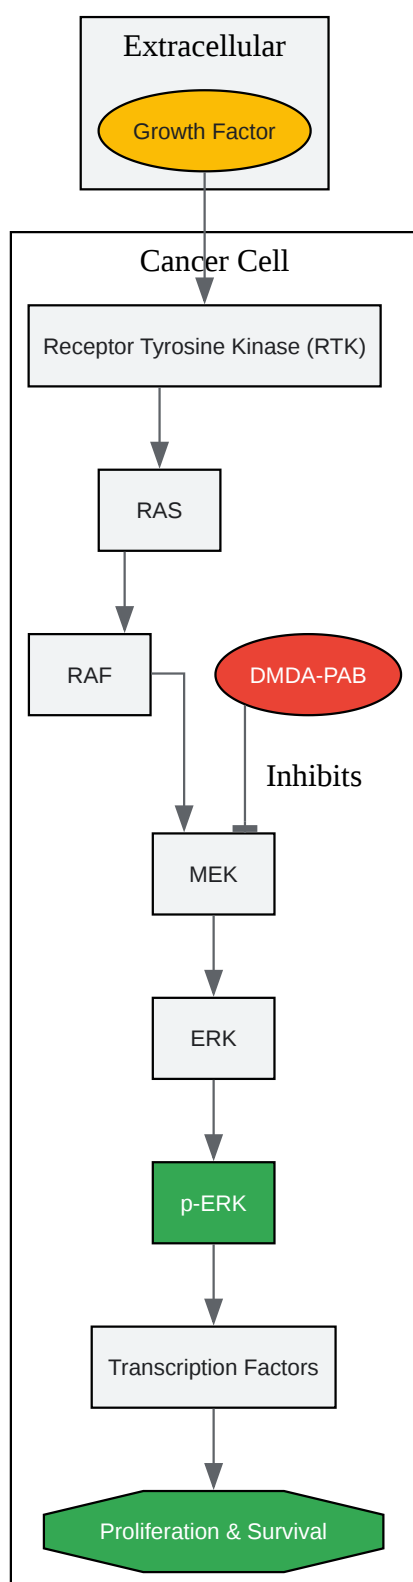 Extracellular
Growth Factor
Cancer Cell
Receptor Tyrosine Kinase (RTK)
RAS
RAF
DMDA-PAB
Inhibits
MEK
ERK
p-ERK
Transcription Factors
Proliferation & Survival